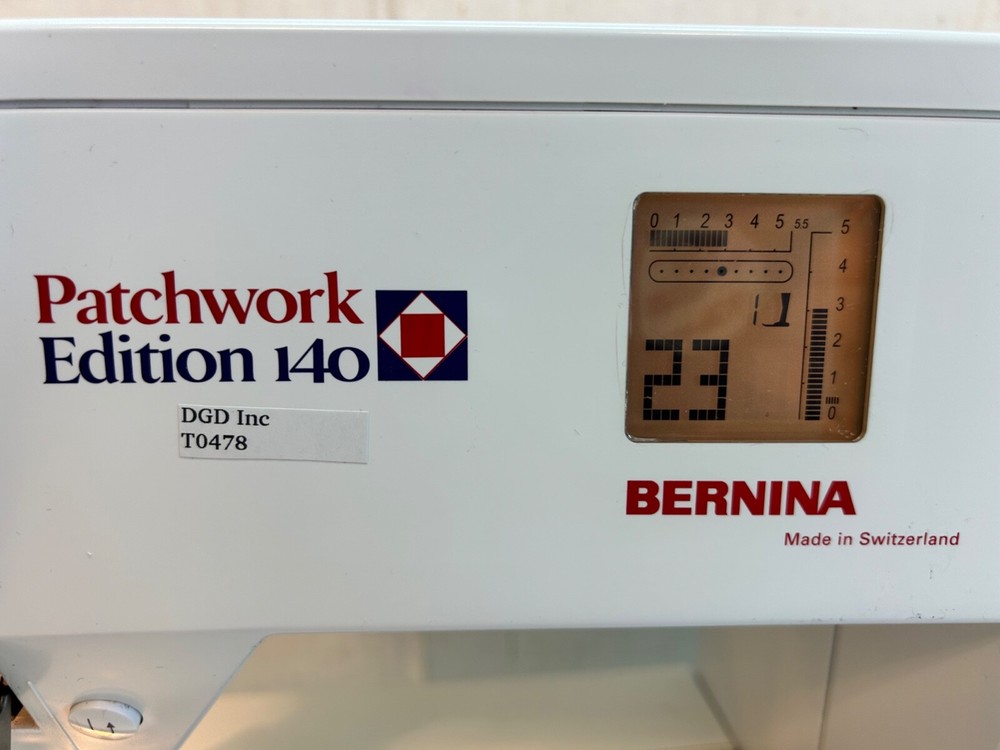 Patchwork
Edition 140
DGD Inc
T0478
0 1 2 3 4 5 5.5
5
4
3
2
1
0
23
BERNINA
Made in Switzerland